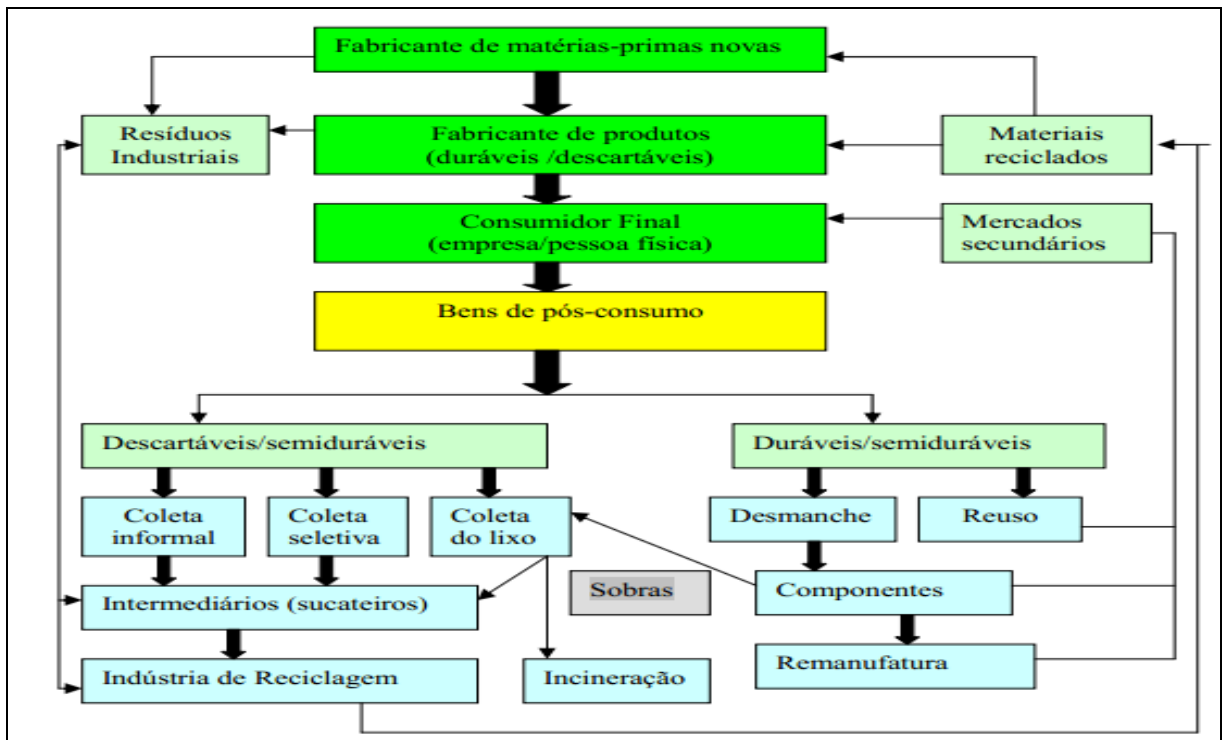 Fabricante de matérias-primas novas
Resíduos
Industriais
Fabricante de produtos
(duráveis /descartáveis)
Materiais
reciclados
Consumidor Final
(empresa/pessoa física)
Mercados
secundários
Bens de pós-consumo
Descartáveis/semiduráveis
Duráveis/semiduráveis
Coleta
informal
Coleta
seletiva
Coleta
do lixo
Desmanche
Reuso
Intermediários (sucateiros)
Sobras
Componentes
Indústria de Reciclagem
Incineração
Remanufatura